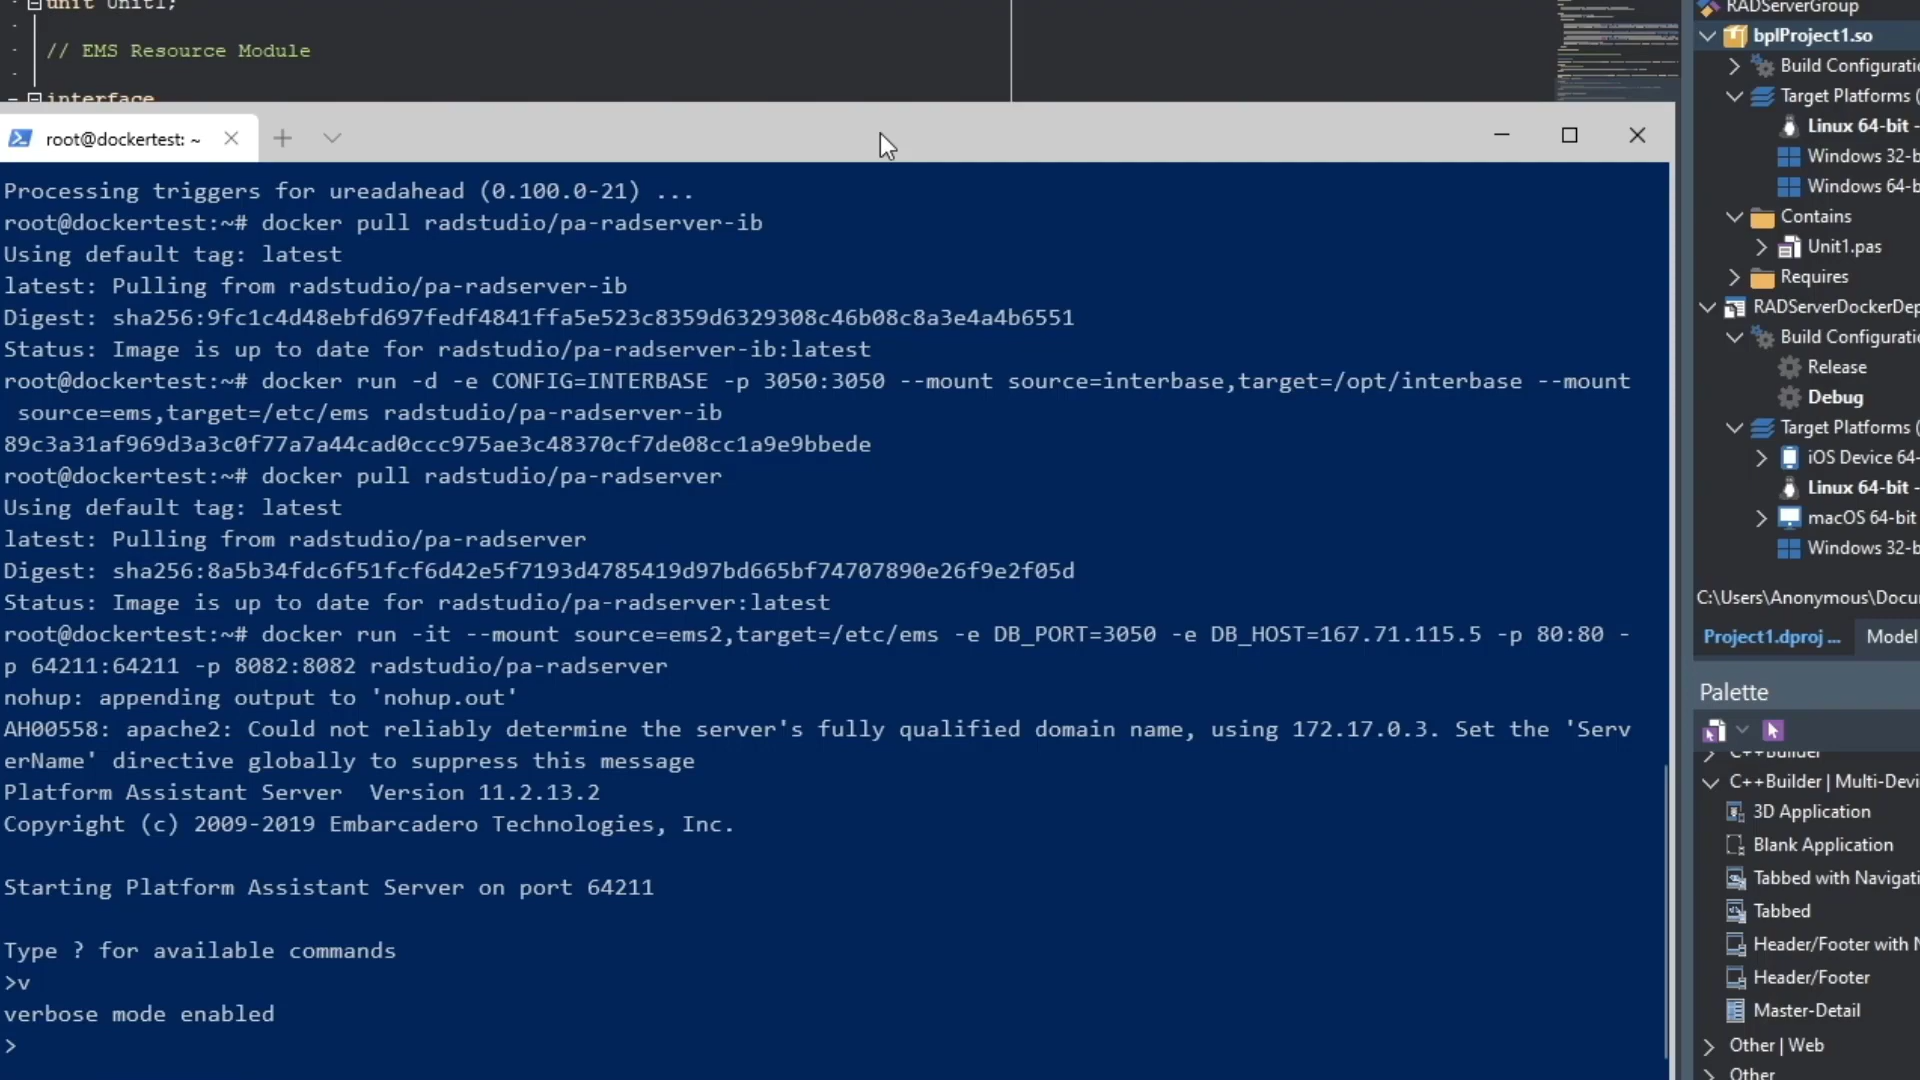 unit Unit1;
// EMS Resource Module
interface
root@dockertest: ~
Processing triggers for ureadahead (0.100.0-21) ...
root@dockertest:~# docker pull radstudio/pa-radserver-ib
Using default tag: latest
latest: Pulling from radstudio/pa-radserver-ib
Digest: sha256:9fc1c4d48ebfd697fedf4841ffa5e523c8359d6329308c46b08c8a3e4a4b6551
Status: Image is up to date for radstudio/pa-radserver-ib:latest
root@dockertest:~# docker run -d -e CONFIG=INTERBASE -p 3050:3050 --mount source=interbase,target=/opt/interbase --mount
source=ems,target=/etc/ems radstudio/pa-radserver-ib
89c3a31af969d3a3c0f77a7a44cad0ccc975ae3c48370cf7de08cc1a9e9bbede
root@dockertest:~# docker pull radstudio/pa-radserver
Using default tag: latest
latest: Pulling from radstudio/pa-radserver
Digest: sha256:8a5b34fdc6f51fcf6d42e5f7193d4785419d97bd665bf74707890e26f9e2f05d
Status: Image is up to date for radstudio/pa-radserver:latest
root@dockertest:~# docker run -it --mount source=ems2,target=/etc/ems -e DB_PORT=3050 -e DB_HOST=167.71.115.5 -p 80:80 -
p 64211:64211 -p 8082:8082 radstudio/pa-radserver
nohup: appending output to 'nohup.out'
AH00558: apache2: Could not reliably determine the server's fully qualified domain name, using 172.17.0.3. Set the 'Serv
erName' directive globally to suppress this message
Platform Assistant Server  Version 11.2.13.2
Copyright (c) 2009-2019 Embarcadero Technologies, Inc.
Starting Platform Assistant Server on port 64211
Type ? for available commands
>v
verbose mode enabled
>
RADServerGroup
bplProject1.so
Build Configuratio
Target Platforms (
Linux 64-bit -
Windows 32-b
Windows 64-b
Contains
Unit1.pas
Requires
RADServerDockerDep
Build Configuratio
Release
Debug
Target Platforms (
iOS Device 64-
Linux 64-bit -
macOS 64-bit
Windows 32-b
C:\Users\Anonymous\Docu
Project1.dproj ...
Model
Palette
C++Builder
C++Builder | Multi-Devi
3D Application
Blank Application
Tabbed with Navigati
Tabbed
Header/Footer with N
Header/Footer
Master-Detail
Other | Web
Other